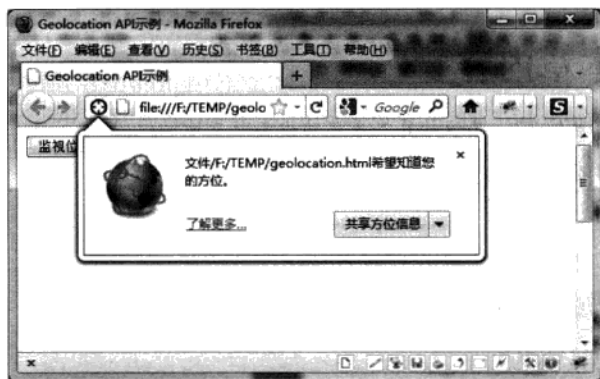 Geolocation API示例 - Mozilla Firefox
文件(F) 编辑(E) 查看(V) 历史(S) 书签(B) 工具(T) 帮助(H)
Geolocation API示例
file:///F:/TEMP/geolo
Google
S
监视位
文件/F:/TEMP/geolocation.html希望知道您
的方位。
了解更多...
共享方位信息